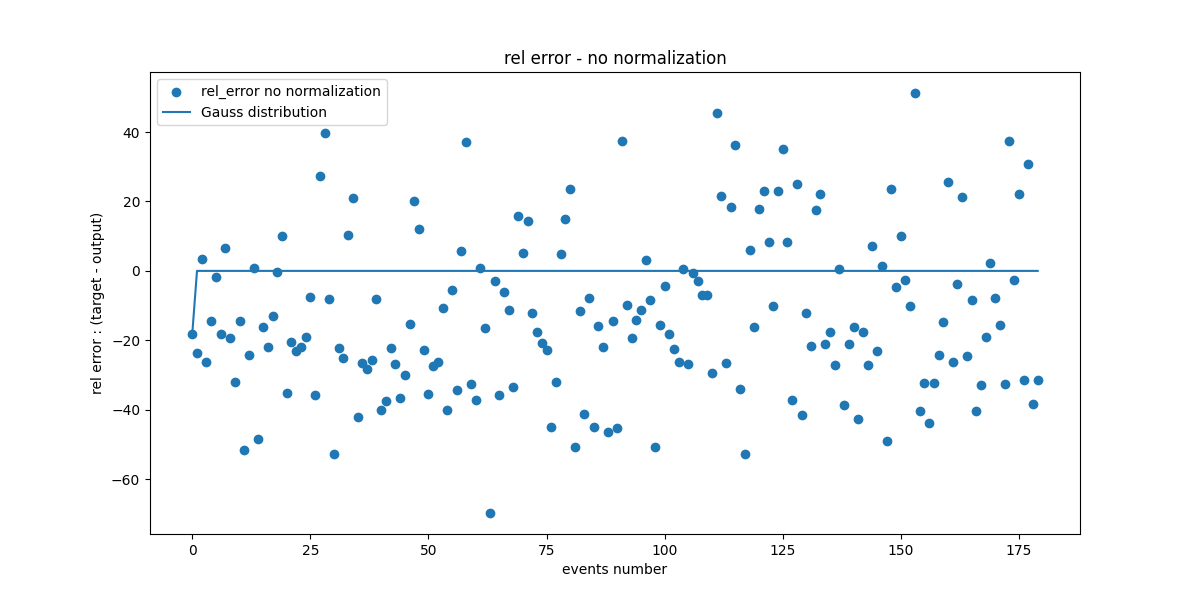 rel error - no normalization
rel_error no normalization
Gauss distribution
40
20
0
−20
−40
−60
rel error : (target - output)
0 25 50 75 100 125 150 175
events number